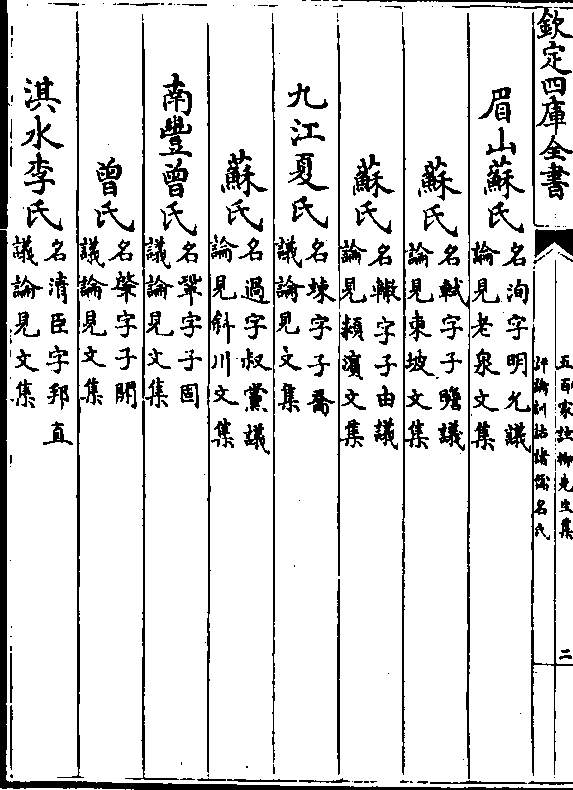 欽定四庫全書
五百家註柳先生集
評論訓詁諸儒名氏
二
眉山蘇氏
名洵字明允議
論見老泉文集
蘇氏
名軾字子瞻議
論見東坡文集
蘇氏
名轍字子由議
論見潁濱文集
九江夏氏
名竦字子喬
議論見文集
蘇氏
名過字叔黨議
論見斜川文集
南豐曾氏
名鞏字子固
議論見文集
曾氏
名肇字子開
議論見文集
淇水李氏
名清臣字邦直
議論見文集